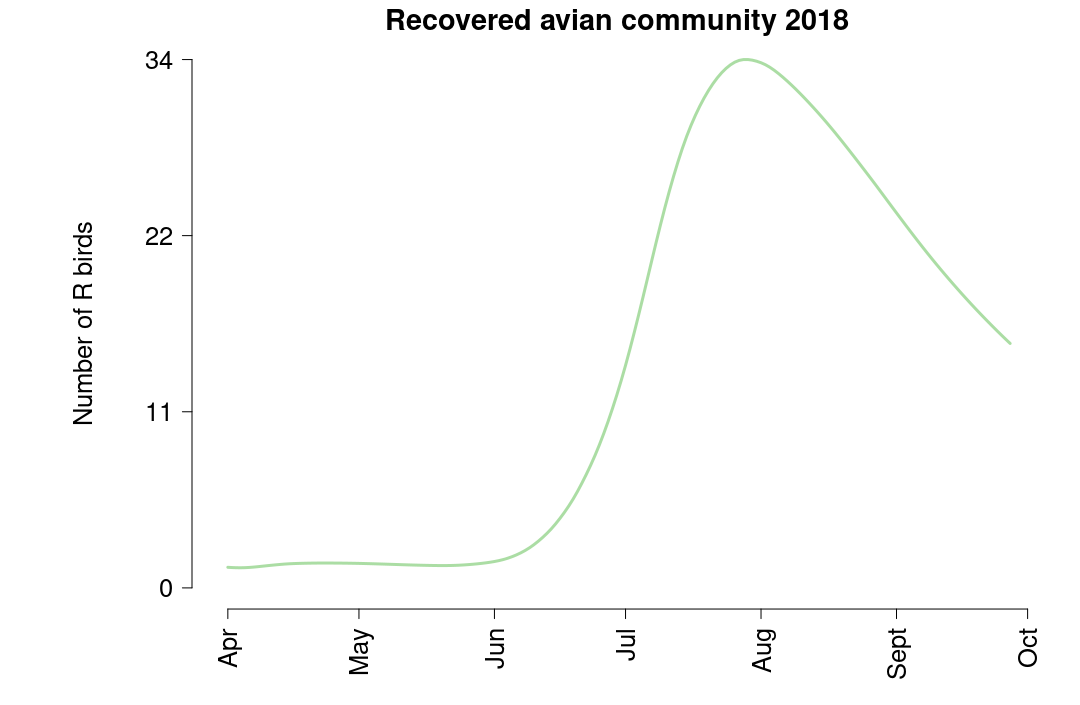 Recovered avian community 2018
34
22
11
0
Number of R birds
Apr
May
Jun
Jul
Aug
Sept
Oct